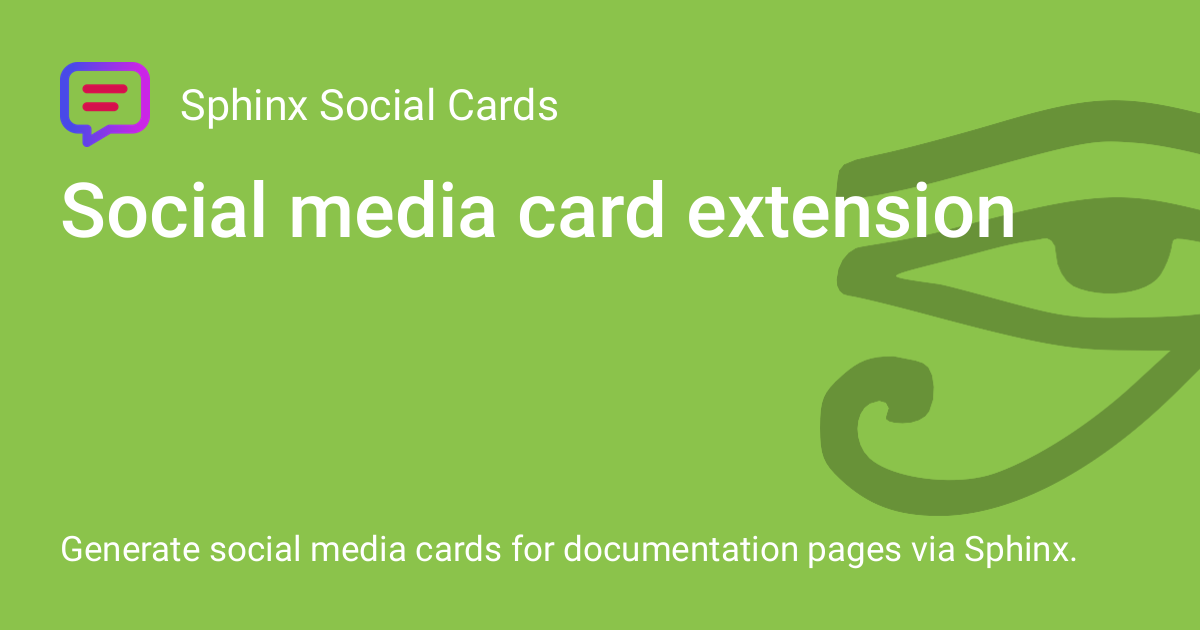 Sphinx Social Cards
Social media card extension
Generate social media cards for documentation pages via Sphinx.